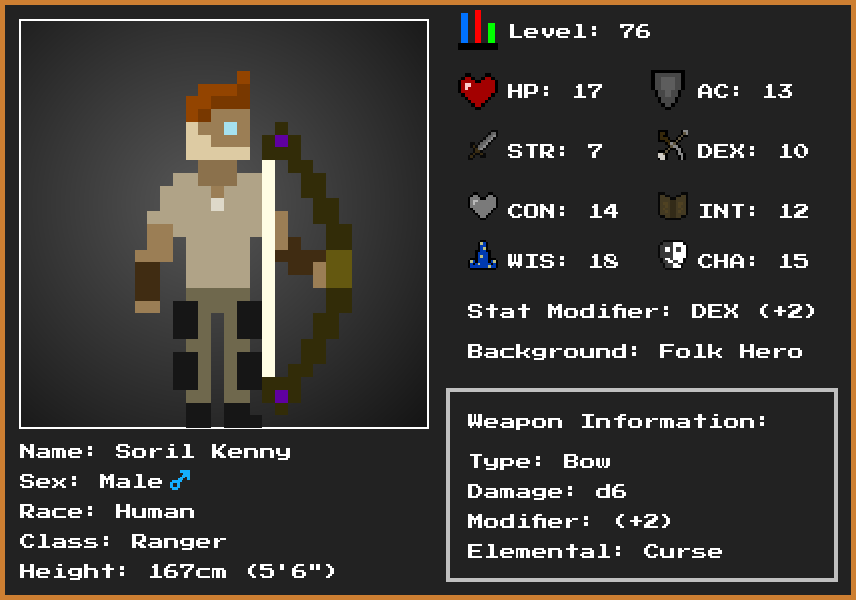 Level: 76
HP: 17 AC: 13
STR: 7 DEX: 10
CON: 14 INT: 12
WIS: 18 CHA: 15
Stat Modifier: DEX (+2)
Background: Folk Hero
Weapon Information:
Type: Bow
Damage: d6
Modifier: (+2)
Elemental: Curse
Name: Soril Kenny
Sex: Male ♂
Race: Human
Class: Ranger
Height: 167cm (5'6")